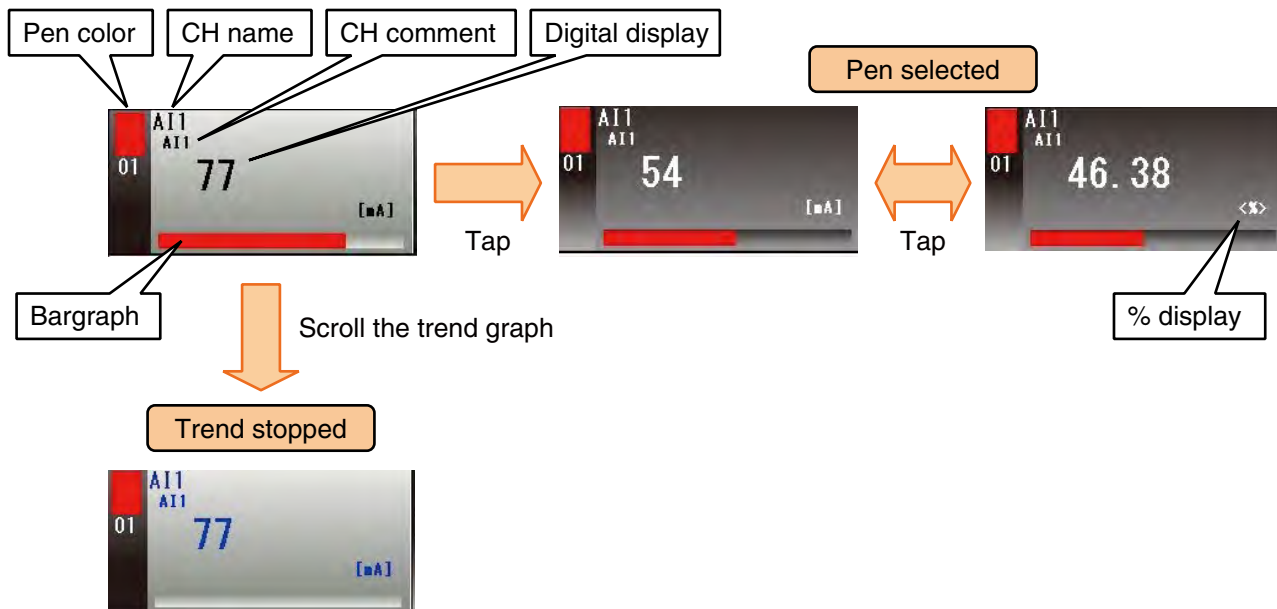 Pen color
CH name
CH comment
Digital display
Pen selected
AI1
AI1
01
77
[mA]
Tap
AI1
AI1
01
54
[mA]
Tap
AI1
AI1
01
46.38
<%>
Bargraph
% display
Scroll the trend graph
Trend stopped
AI1
AI1
01
77
[mA]